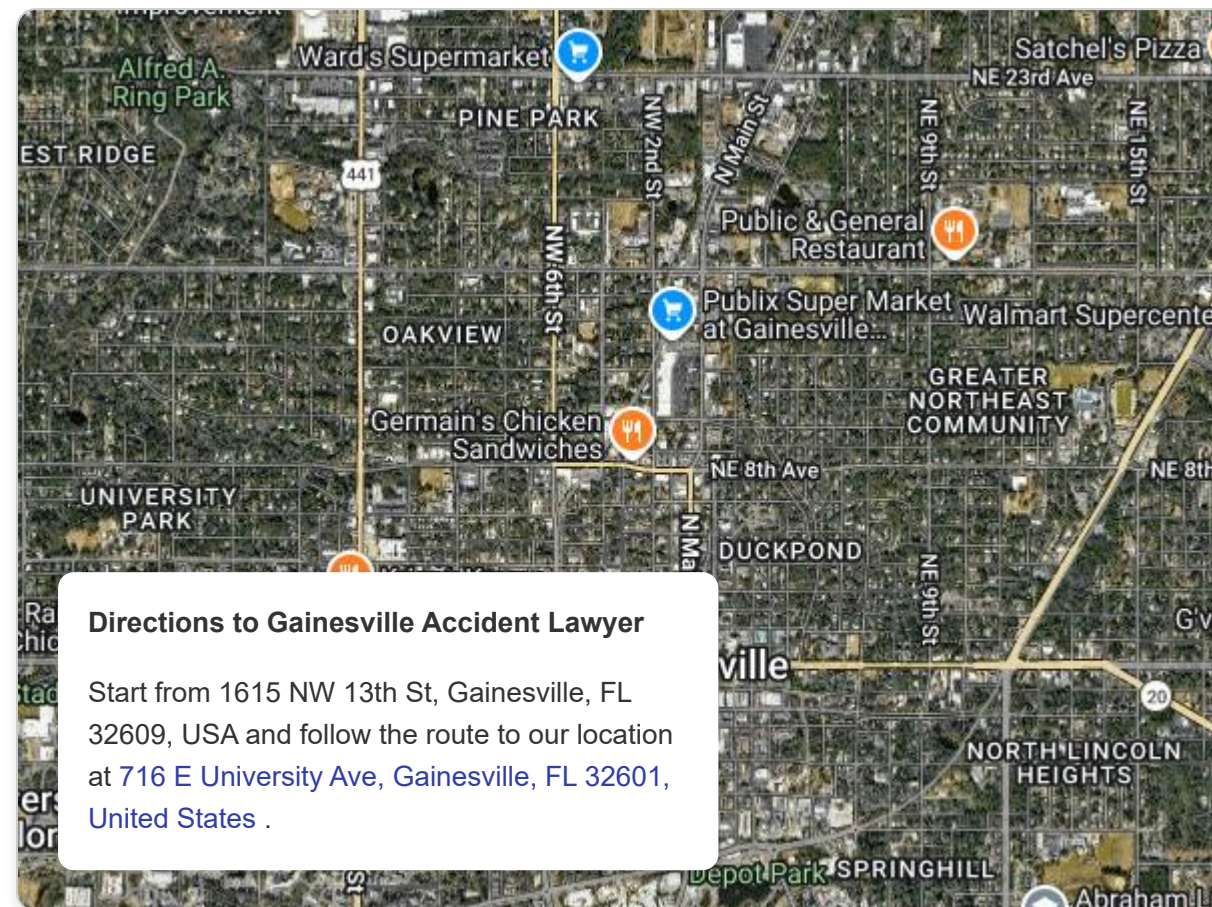 Ward's Supermarket
Satchel's Pizza
NE 23rd Ave
Alfred A.
Ring Park
PINE PARK
NW 2nd St
N Main St
NE 9th St
NE 15th St
EST RIDGE
441
Public & General
Restaurant
NW 6th St
Publix Super Market
at Gainesville...
Walmart Supercente
OAKVIEW
GREATER
NORTHEAST
COMMUNITY
Germain's Chicken
Sandwiches
NE 8th Ave
NE 8th
UNIVERSITY
PARK
N Ma
DUCKPOND
NE 9th St
Directions to Gainesville Accident Lawyer
Start from 1615 NW 13th St, Gainesville, FL
32609, USA and follow the route to our location
at 716 E University Ave, Gainesville, FL 32601,
United States .
Ra
Chic
G'v
ville
20
NORTH LINCOLN
HEIGHTS
Depot Park
SPRINGHILL
St
Abraham L